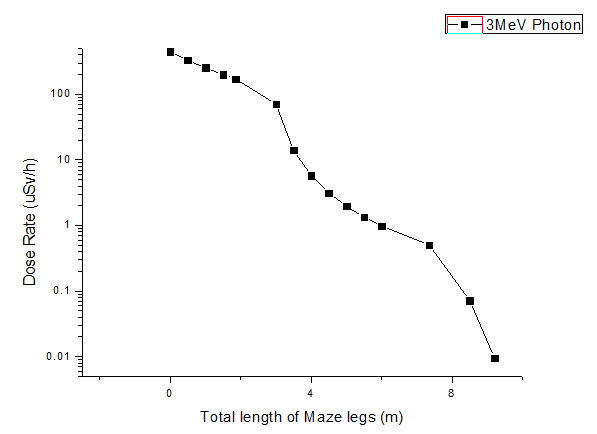 3MeV Photon
100
10
1
0.1
0.01
Dose Rate (uSv/h)
0 4 8
Total length of Maze legs (m)